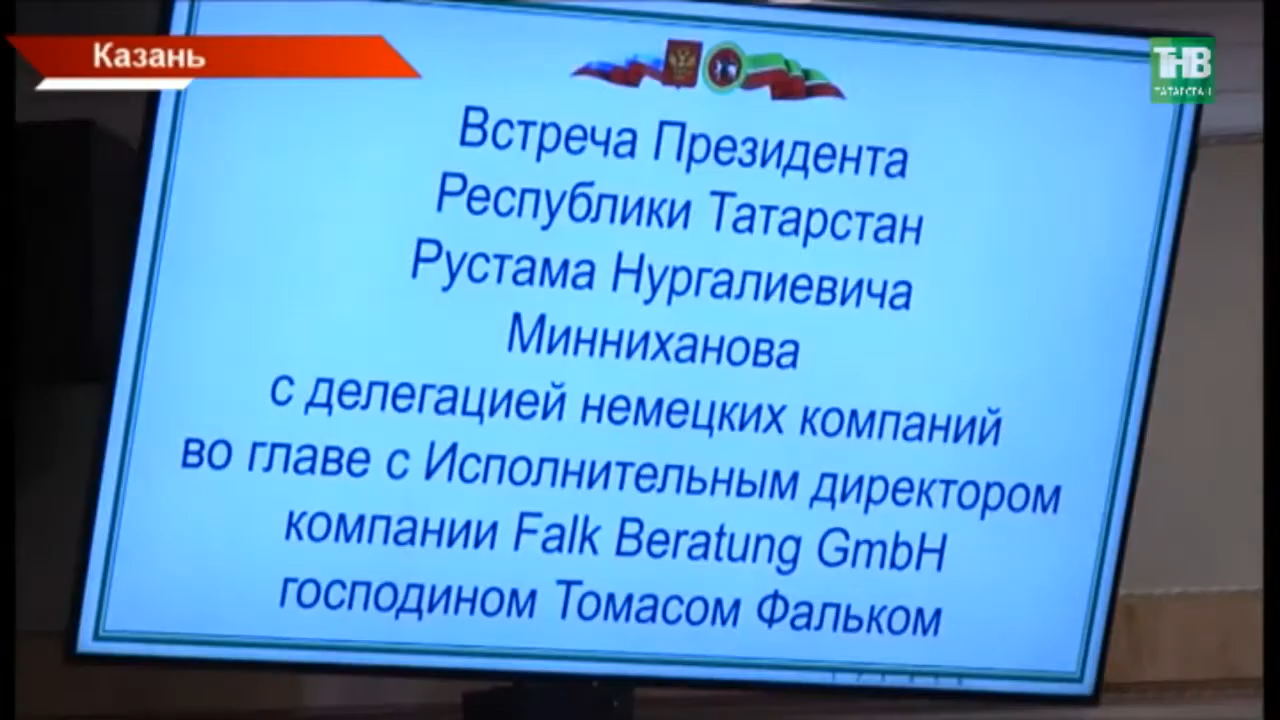 Казань
ТНВ
ТАТАРСТАН
Встреча Президента
Республики Татарстан
Рустама Нургалиевича
Минниханова
с делегацией немецких компаний
во главе с Исполнительным директором
компании Falk Beratung GmbH
господином Томасом Фальком